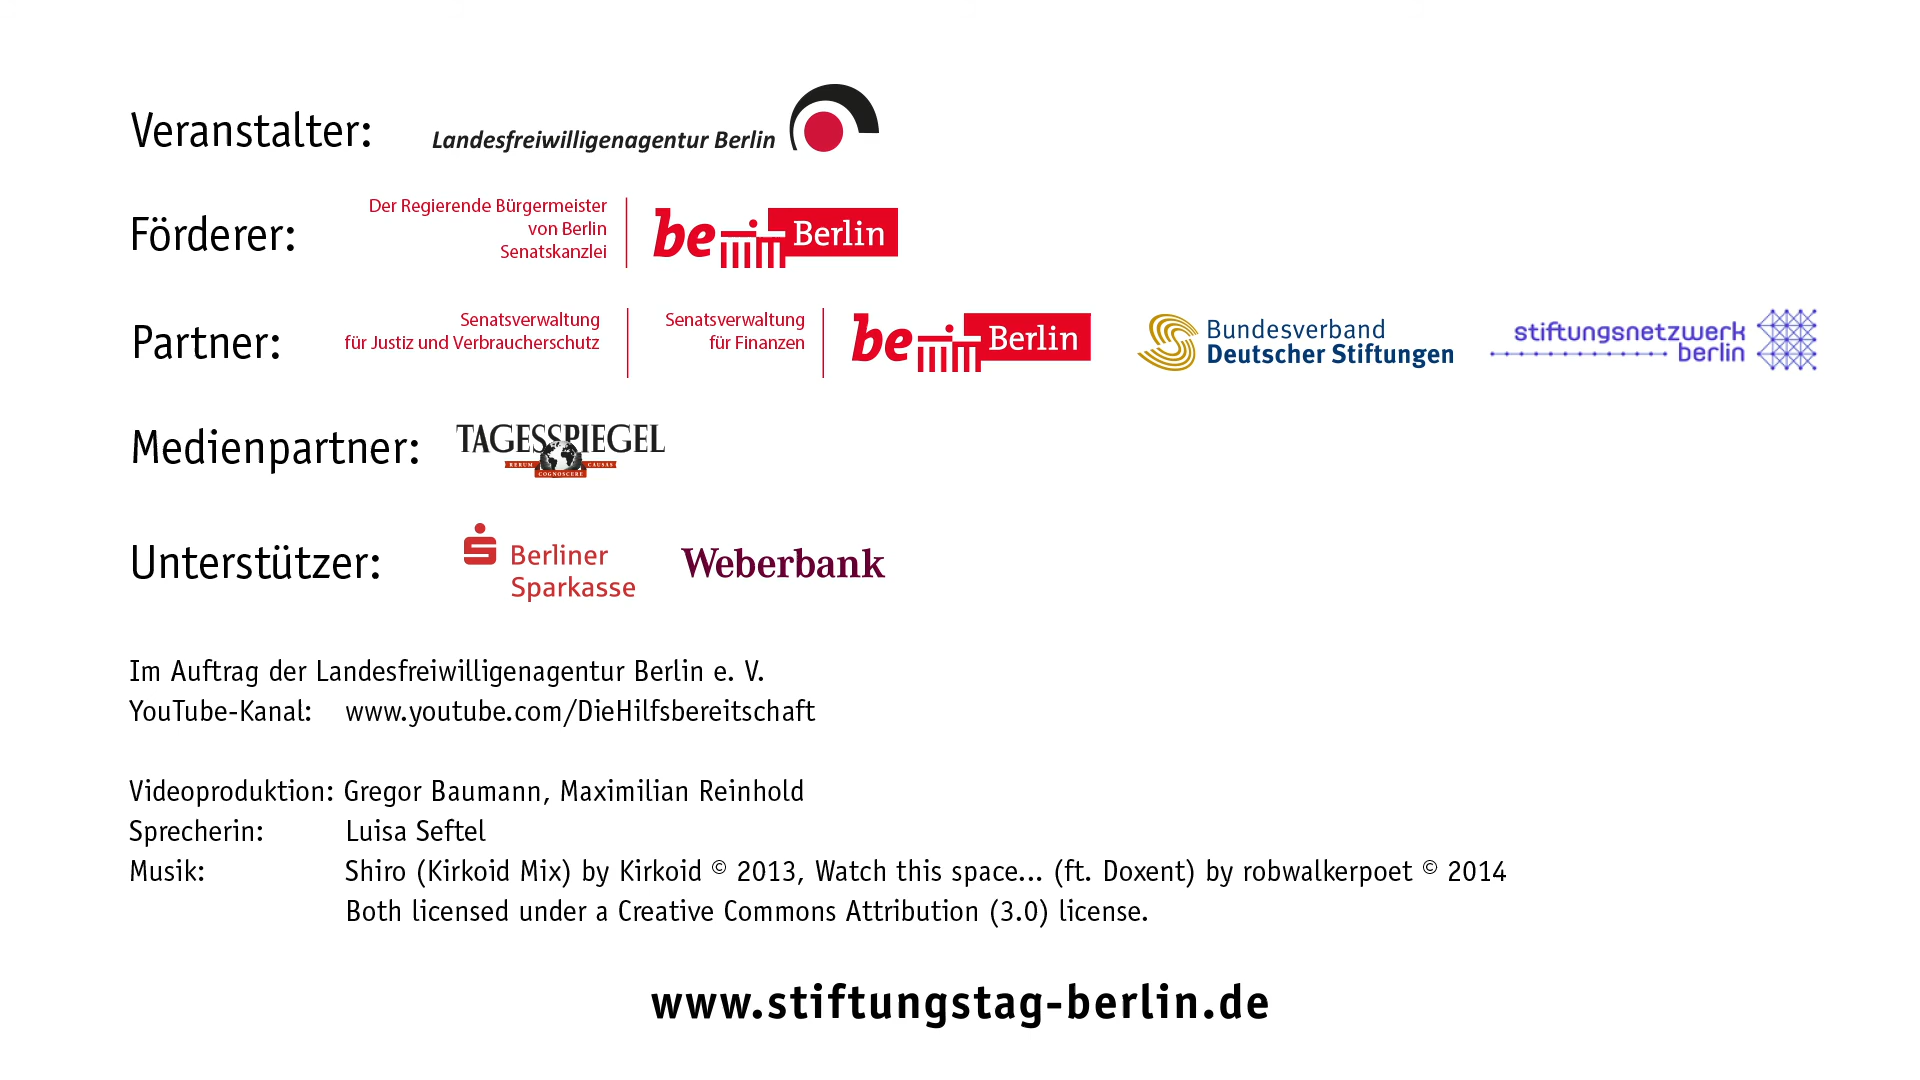 Veranstalter: Landesfreiwilligenagentur Berlin
Förderer: Der Regierende Bürgermeister
von Berlin
Senatskanzlei
be Berlin
Partner: Senatsverwaltung
für Justiz und Verbraucherschutz
Senatsverwaltung
für Finanzen
be Berlin
Bundesverband
Deutscher Stiftungen
stiftungsnetzwerk
berlin
Medienpartner: TAGESSPIEGEL
RERUM CAUSAS
COGNOSCERE
Unterstützer: Berliner
Sparkasse
Weberbank
Im Auftrag der Landesfreiwilligenagentur Berlin e. V.
YouTube-Kanal: www.youtube.com/DieHilfsbereitschaft
Videoproduktion: Gregor Baumann, Maximilian Reinhold
Sprecherin: Luisa Seftel
Musik: Shiro (Kirkoid Mix) by Kirkoid © 2013, Watch this space... (ft. Doxent) by robwalkerpoet © 2014
Both licensed under a Creative Commons Attribution (3.0) license.
www.stiftungstag-berlin.de